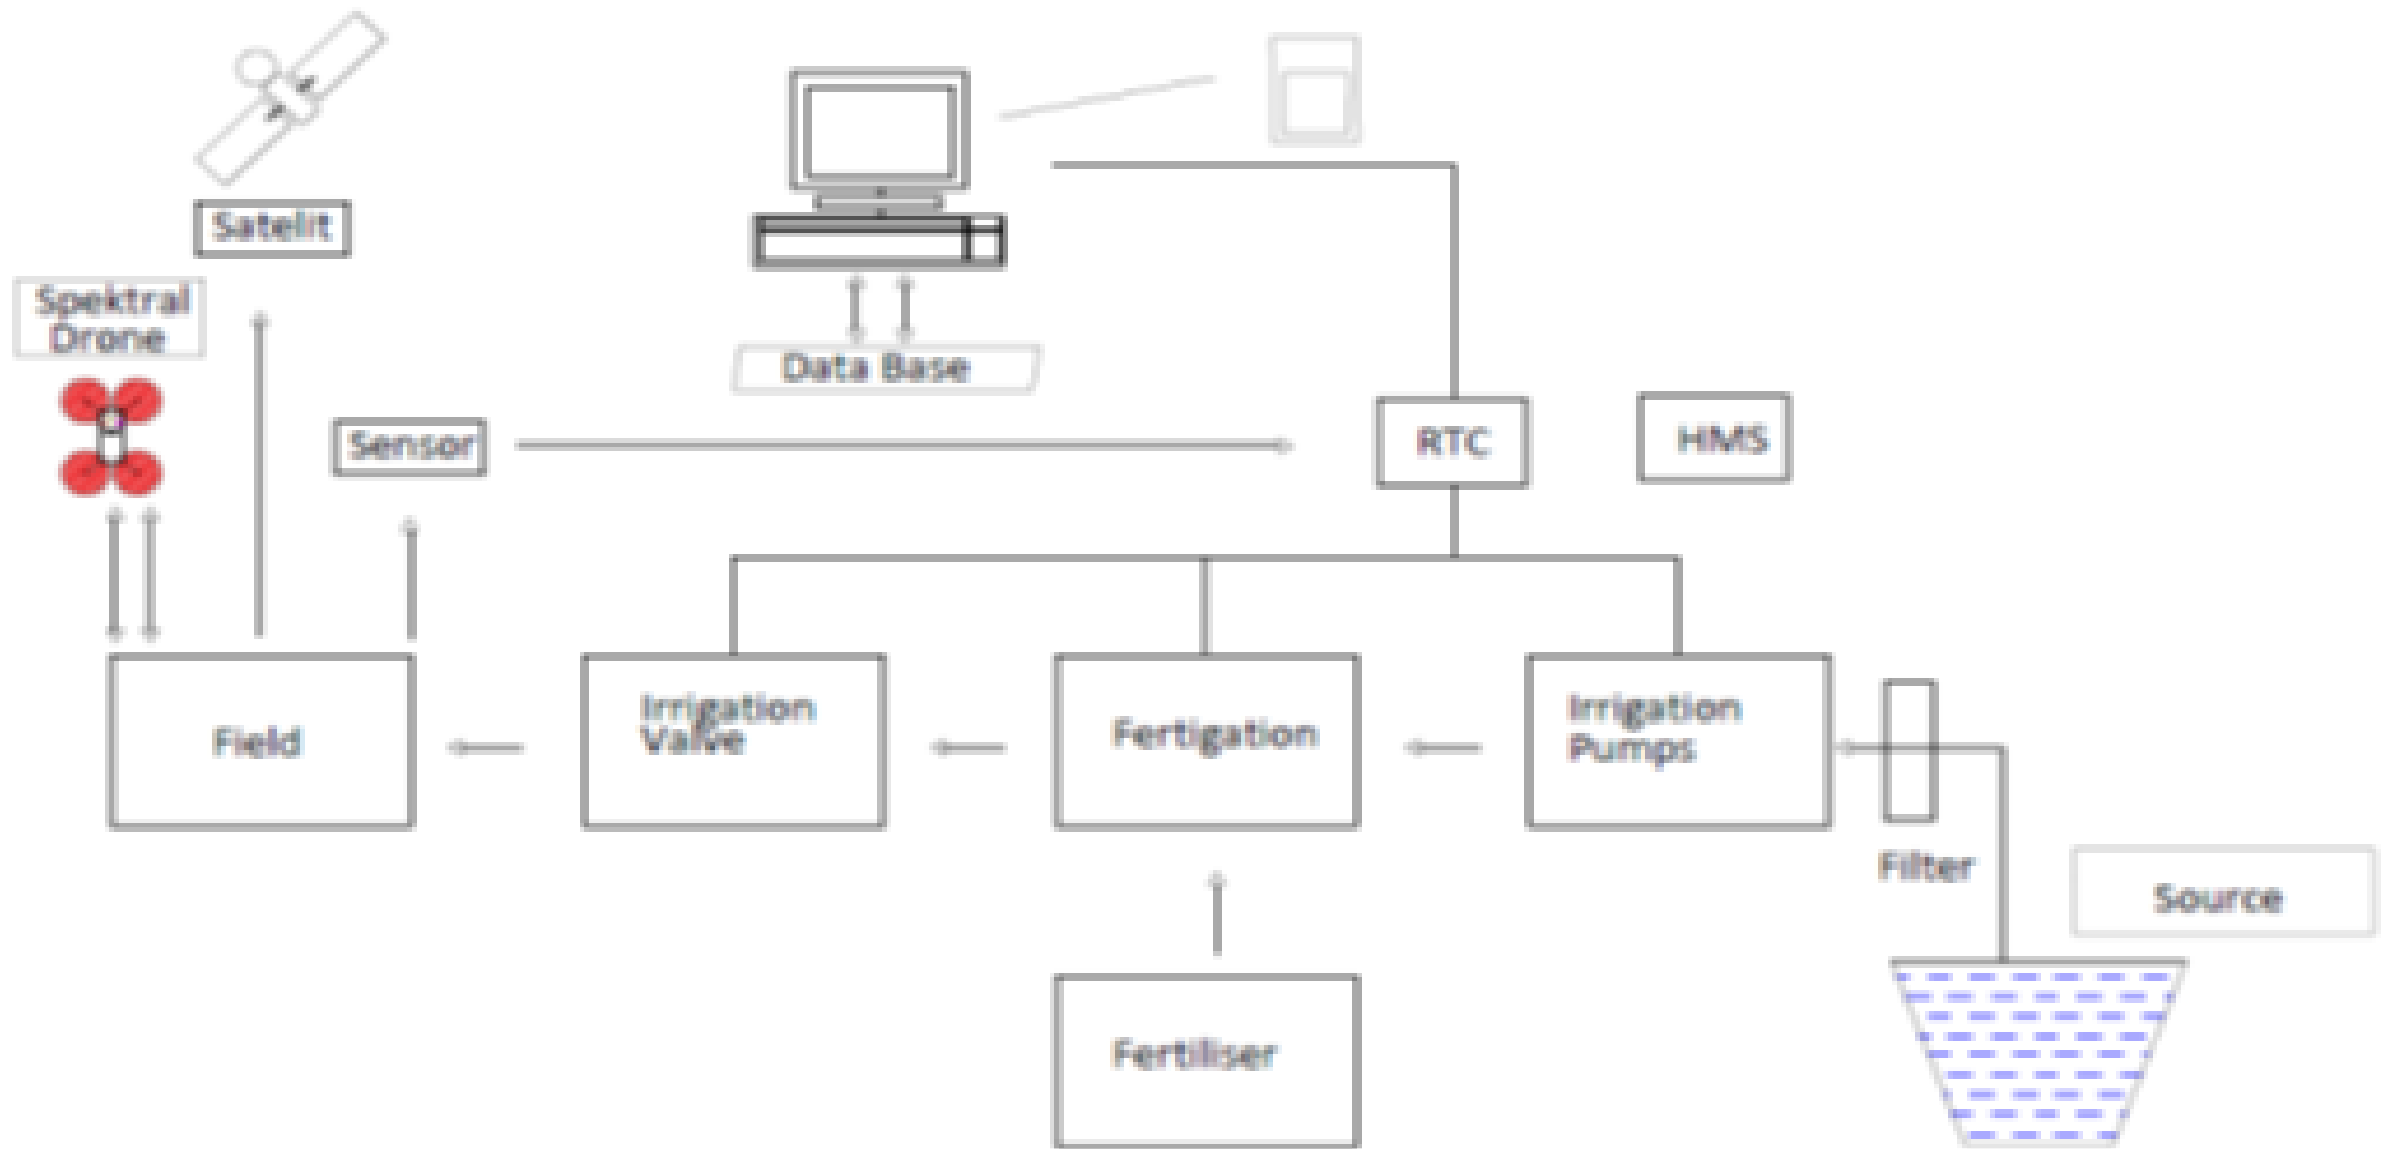 Satelit
Spektral
Drone
Data Base
Sensor
RTC
HMS
Field
Irrigation
Valve
Fertigation
Irrigation
Pumps
Filter
Source
Fertiliser